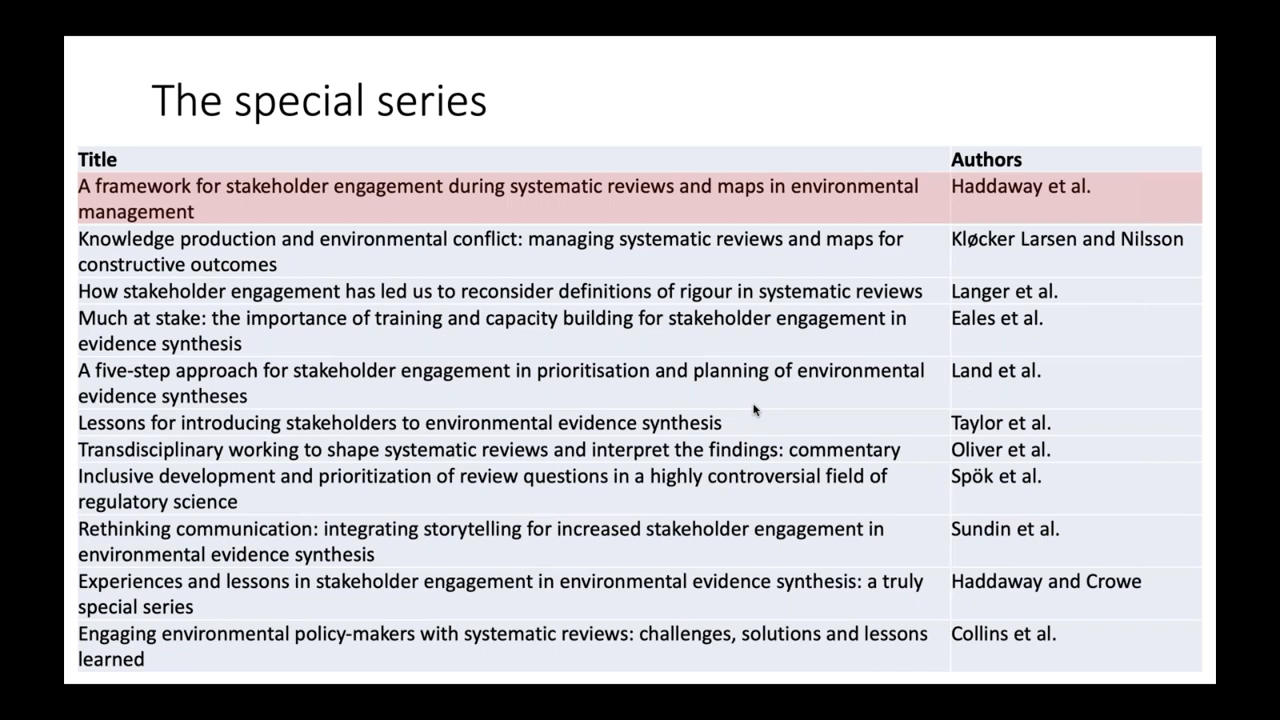 The special series
Title Authors
A framework for stakeholder engagement during systematic reviews and maps in environmental Haddaway et al.
management
Knowledge production and environmental conflict: managing systematic reviews and maps for Kløcker Larsen and Nilsson
constructive outcomes
How stakeholder engagement has led us to reconsider definitions of rigour in systematic reviews Langer et al.
Much at stake: the importance of training and capacity building for stakeholder engagement in Eales et al.
evidence synthesis
A five-step approach for stakeholder engagement in prioritisation and planning of environmental Land et al.
evidence syntheses
Lessons for introducing stakeholders to environmental evidence synthesis Taylor et al.
Transdisciplinary working to shape systematic reviews and interpret the findings: commentary Oliver et al.
Inclusive development and prioritization of review questions in a highly controversial field of Spök et al.
regulatory science
Rethinking communication: integrating storytelling for increased stakeholder engagement in Sundin et al.
environmental evidence synthesis
Experiences and lessons in stakeholder engagement in environmental evidence synthesis: a truly Haddaway and Crowe
special series
Engaging environmental policy-makers with systematic reviews: challenges, solutions and lessons Collins et al.
learned